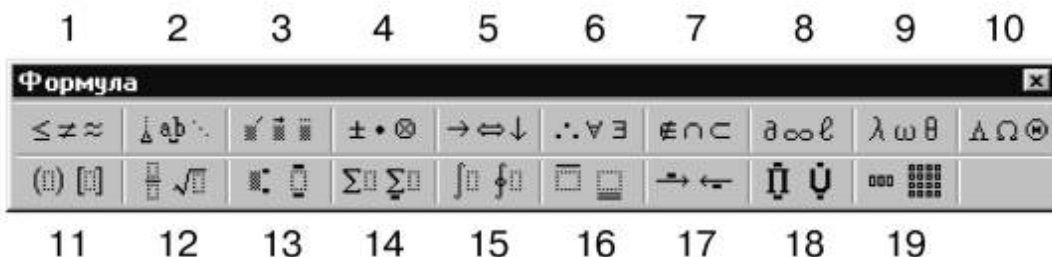 1 2 3 4 5 6 7 8 9 10
Формула
≤ ≠ ≈ ab ± • ⊗ → ⇔ ↓ ∴ ∀ ∃ ∉ ∩ ⊂ ∂ ∞ ℓ λ ω θ Λ Ω Θ
(▯) [▯] √▯ Σ▯ Σ▯ ∫▯ ∮▯ → ← Π U
11 12 13 14 15 16 17 18 19